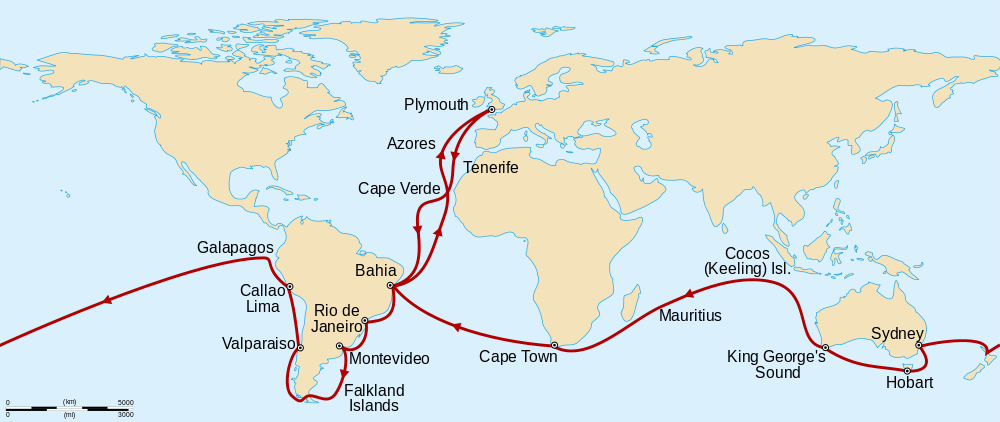 Plymouth
Azores
Tenerife
Cape Verde
Galapagos
Cocos
(Keeling) Isl.
Bahia
Callao
Lima
Rio de
Janeiro
Mauritius
Sydney
Valparaiso
Montevideo
Cape Town
King George's
Sound
Hobart
Falkland
Islands
0 (km) 5000
0 (mi) 3000